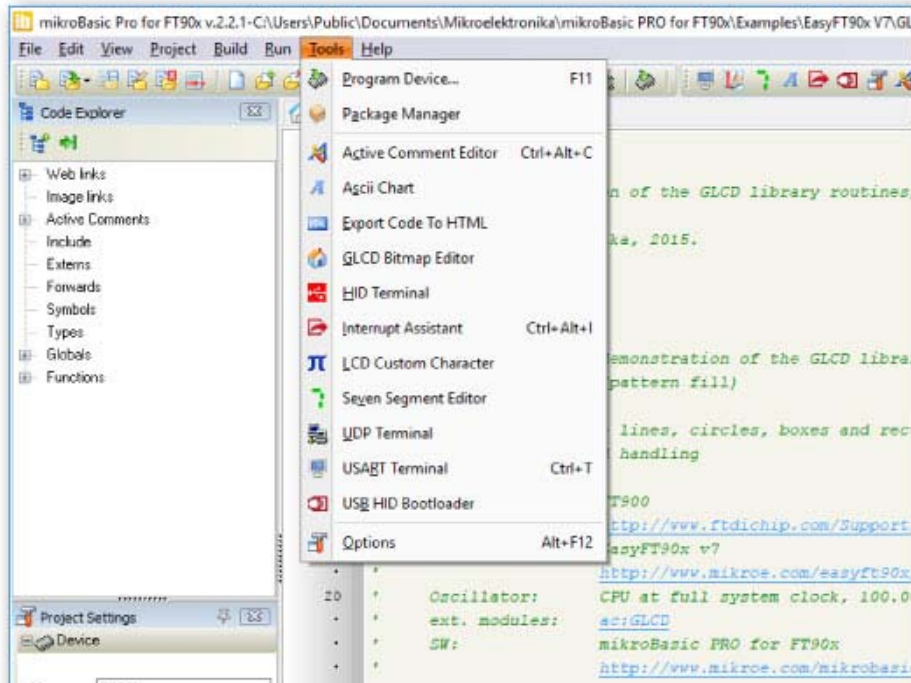 mikroBasic Pro for FT90x v.2.2.1-C:\Users\Public\Documents\Mikroelektronika\mikroBasic PRO for FT90x\Examples\EasyFT90x V7\GL
File Edit View Project Build Run Tools Help
Code Explorer
Web links
Image links
Active Comments
Include
Externs
Forwards
Symbols
Types
Globals
Functions
Project Settings
Device
Program Device... F11
Package Manager
Active Comment Editor Ctrl+Alt+C
Ascii Chart
Export Code To HTML
GLCD Bitmap Editor
HID Terminal
Interrupt Assistant Ctrl+Alt+I
LCD Custom Character
Seven Segment Editor
UDP Terminal
USART Terminal Ctrl+T
USB HID Bootloader
Options Alt+F12
n of the GLCD library routines
ka, 2015.
emonstration of the GLCD libra
pattern fill)
lines, circles, boxes and rec
handling
T900
ttp://www.ftdichip.com/Support
asyFT90x v7
http://www.mikroe.com/easyft90x
20 * Oscillator: CPU at full system clock, 100.0
* ext. modules: ac:GLCD
* SW: mikroBasic PRO for FT90x
* http://www.mikroe.com/mikrobasi